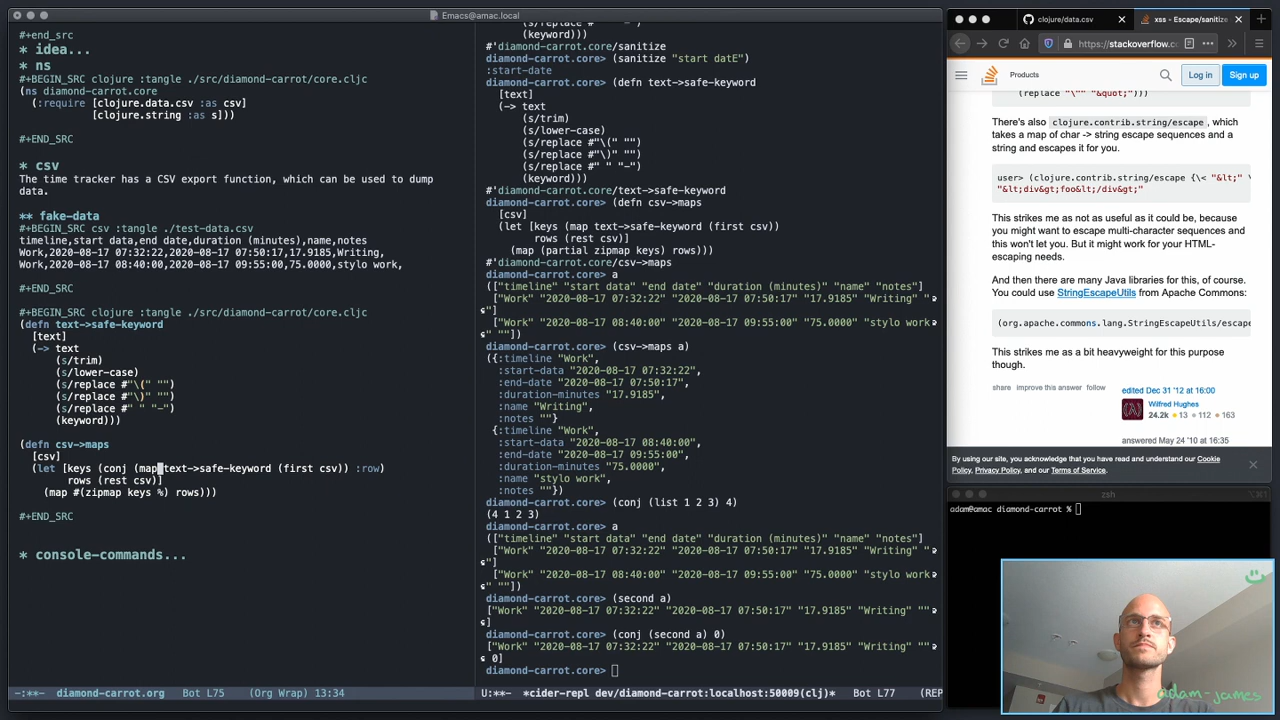 Emacs@amac.local
#+end_src
* idea...
* ns
#+BEGIN_SRC clojure :tangle ./src/diamond-carrot/core.cljc
(ns diamond-carrot.core
(:require [clojure.data.csv :as csv]
[clojure.string :as s]))
#+END_SRC
* csv
The time tracker has a CSV export function, which can be used to dump
data.
** fake-data
#+BEGIN_SRC csv :tangle ./test-data.csv
timeline,start data,end date,duration (minutes),name,notes
Work,2020-08-17 07:32:22,2020-08-17 07:50:17,17.9185,Writing,
Work,2020-08-17 08:40:00,2020-08-17 09:55:00,75.0000,stylo work,
#+END_SRC
#+BEGIN_SRC clojure :tangle ./src/diamond-carrot/core.cljc
(defn text->safe-keyword
[text]
(-> text
(s/trim)
(s/lower-case)
(s/replace #"\(" "")
(s/replace #"\)" "")
(s/replace #" " "-")
(keyword)))
(defn csv->maps
[csv]
(let [keys (conj (map text->safe-keyword (first csv)) :row)
rows (rest csv)]
(map #(zipmap keys %) rows)))
#+END_SRC
* console-commands...
-:**- diamond-carrot.org Bot L75 (Org Wrap) 13:34
(s/replace #" " "-")
(keyword)))
#'diamond-carrot.core/sanitize
diamond-carrot.core> (sanitize "start datE")
:start-date
diamond-carrot.core> (defn text->safe-keyword
[text]
(-> text
(s/trim)
(s/lower-case)
(s/replace #"\(" "")
(s/replace #"\)" "")
(s/replace #" " "-")
(keyword)))
#'diamond-carrot.core/text->safe-keyword
diamond-carrot.core> (defn csv->maps
[csv]
(let [keys (map text->safe-keyword (first csv))
rows (rest csv)]
(map (partial zipmap keys) rows)))
#'diamond-carrot.core/csv->maps
diamond-carrot.core> a
(["timeline" "start data" "end date" "duration (minutes)" "name" "notes"]
["Work" "2020-08-17 07:32:22" "2020-08-17 07:50:17" "17.9185" "Writing" ""
]
["Work" "2020-08-17 08:40:00" "2020-08-17 09:55:00" "75.0000" "stylo work
" ""])
diamond-carrot.core> (csv->maps a)
({:timeline "Work",
:start-data "2020-08-17 07:32:22",
:end-date "2020-08-17 07:50:17",
:duration-minutes "17.9185",
:name "Writing",
:notes ""}
{:timeline "Work",
:start-data "2020-08-17 08:40:00",
:end-date "2020-08-17 09:55:00",
:duration-minutes "75.0000",
:name "stylo work",
:notes ""})
diamond-carrot.core> (conj (list 1 2 3) 4)
(4 1 2 3)
diamond-carrot.core> a
(["timeline" "start data" "end date" "duration (minutes)" "name" "notes"]
["Work" "2020-08-17 07:32:22" "2020-08-17 07:50:17" "17.9185" "Writing" ""
]
["Work" "2020-08-17 08:40:00" "2020-08-17 09:55:00" "75.0000" "stylo work
" ""])
diamond-carrot.core> (second a)
["Work" "2020-08-17 07:32:22" "2020-08-17 07:50:17" "17.9185" "Writing" ""
]
diamond-carrot.core> (conj (second a) 0)
["Work" "2020-08-17 07:32:22" "2020-08-17 07:50:17" "17.9185" "Writing" ""
0]
diamond-carrot.core>
U:**- *cider-repl dev/diamond-carrot:localhost:50009(clj)* Bot L77 (REP
clojure/data.csv
xss - Escape/sanitize
https://stackoverflow.co
Products
Log in
Sign up
(replace "\"" "&quot;")))
There's also clojure.contrib.string/escape, which
takes a map of char -> string escape sequences and a
string and escapes it for you.
user> (clojure.contrib.string/escape {\< "&lt;" \
"&lt;div&gt;foo&lt;/div&gt;"
This strikes me as not as useful as it could be, because
you might want to escape multi-character sequences and
this won't let you. But it might work for your HTML-
escaping needs.
And then there are many Java libraries for this, of course.
You could use StringEscapeUtils from Apache Commons:
(org.apache.commons.lang.StringEscapeUtils/escape
This strikes me as a bit heavyweight for this purpose
though.
share improve this answer follow
edited Dec 31 '12 at 16:00
Wilfred Hughes
24.2k 13 112 163
answered May 24 '10 at 16:35
By using our site, you acknowledge that you have read and understand our Cookie
Policy, Privacy Policy, and our Terms of Service.
zsh
adam@amac diamond-carrot %
adam-james